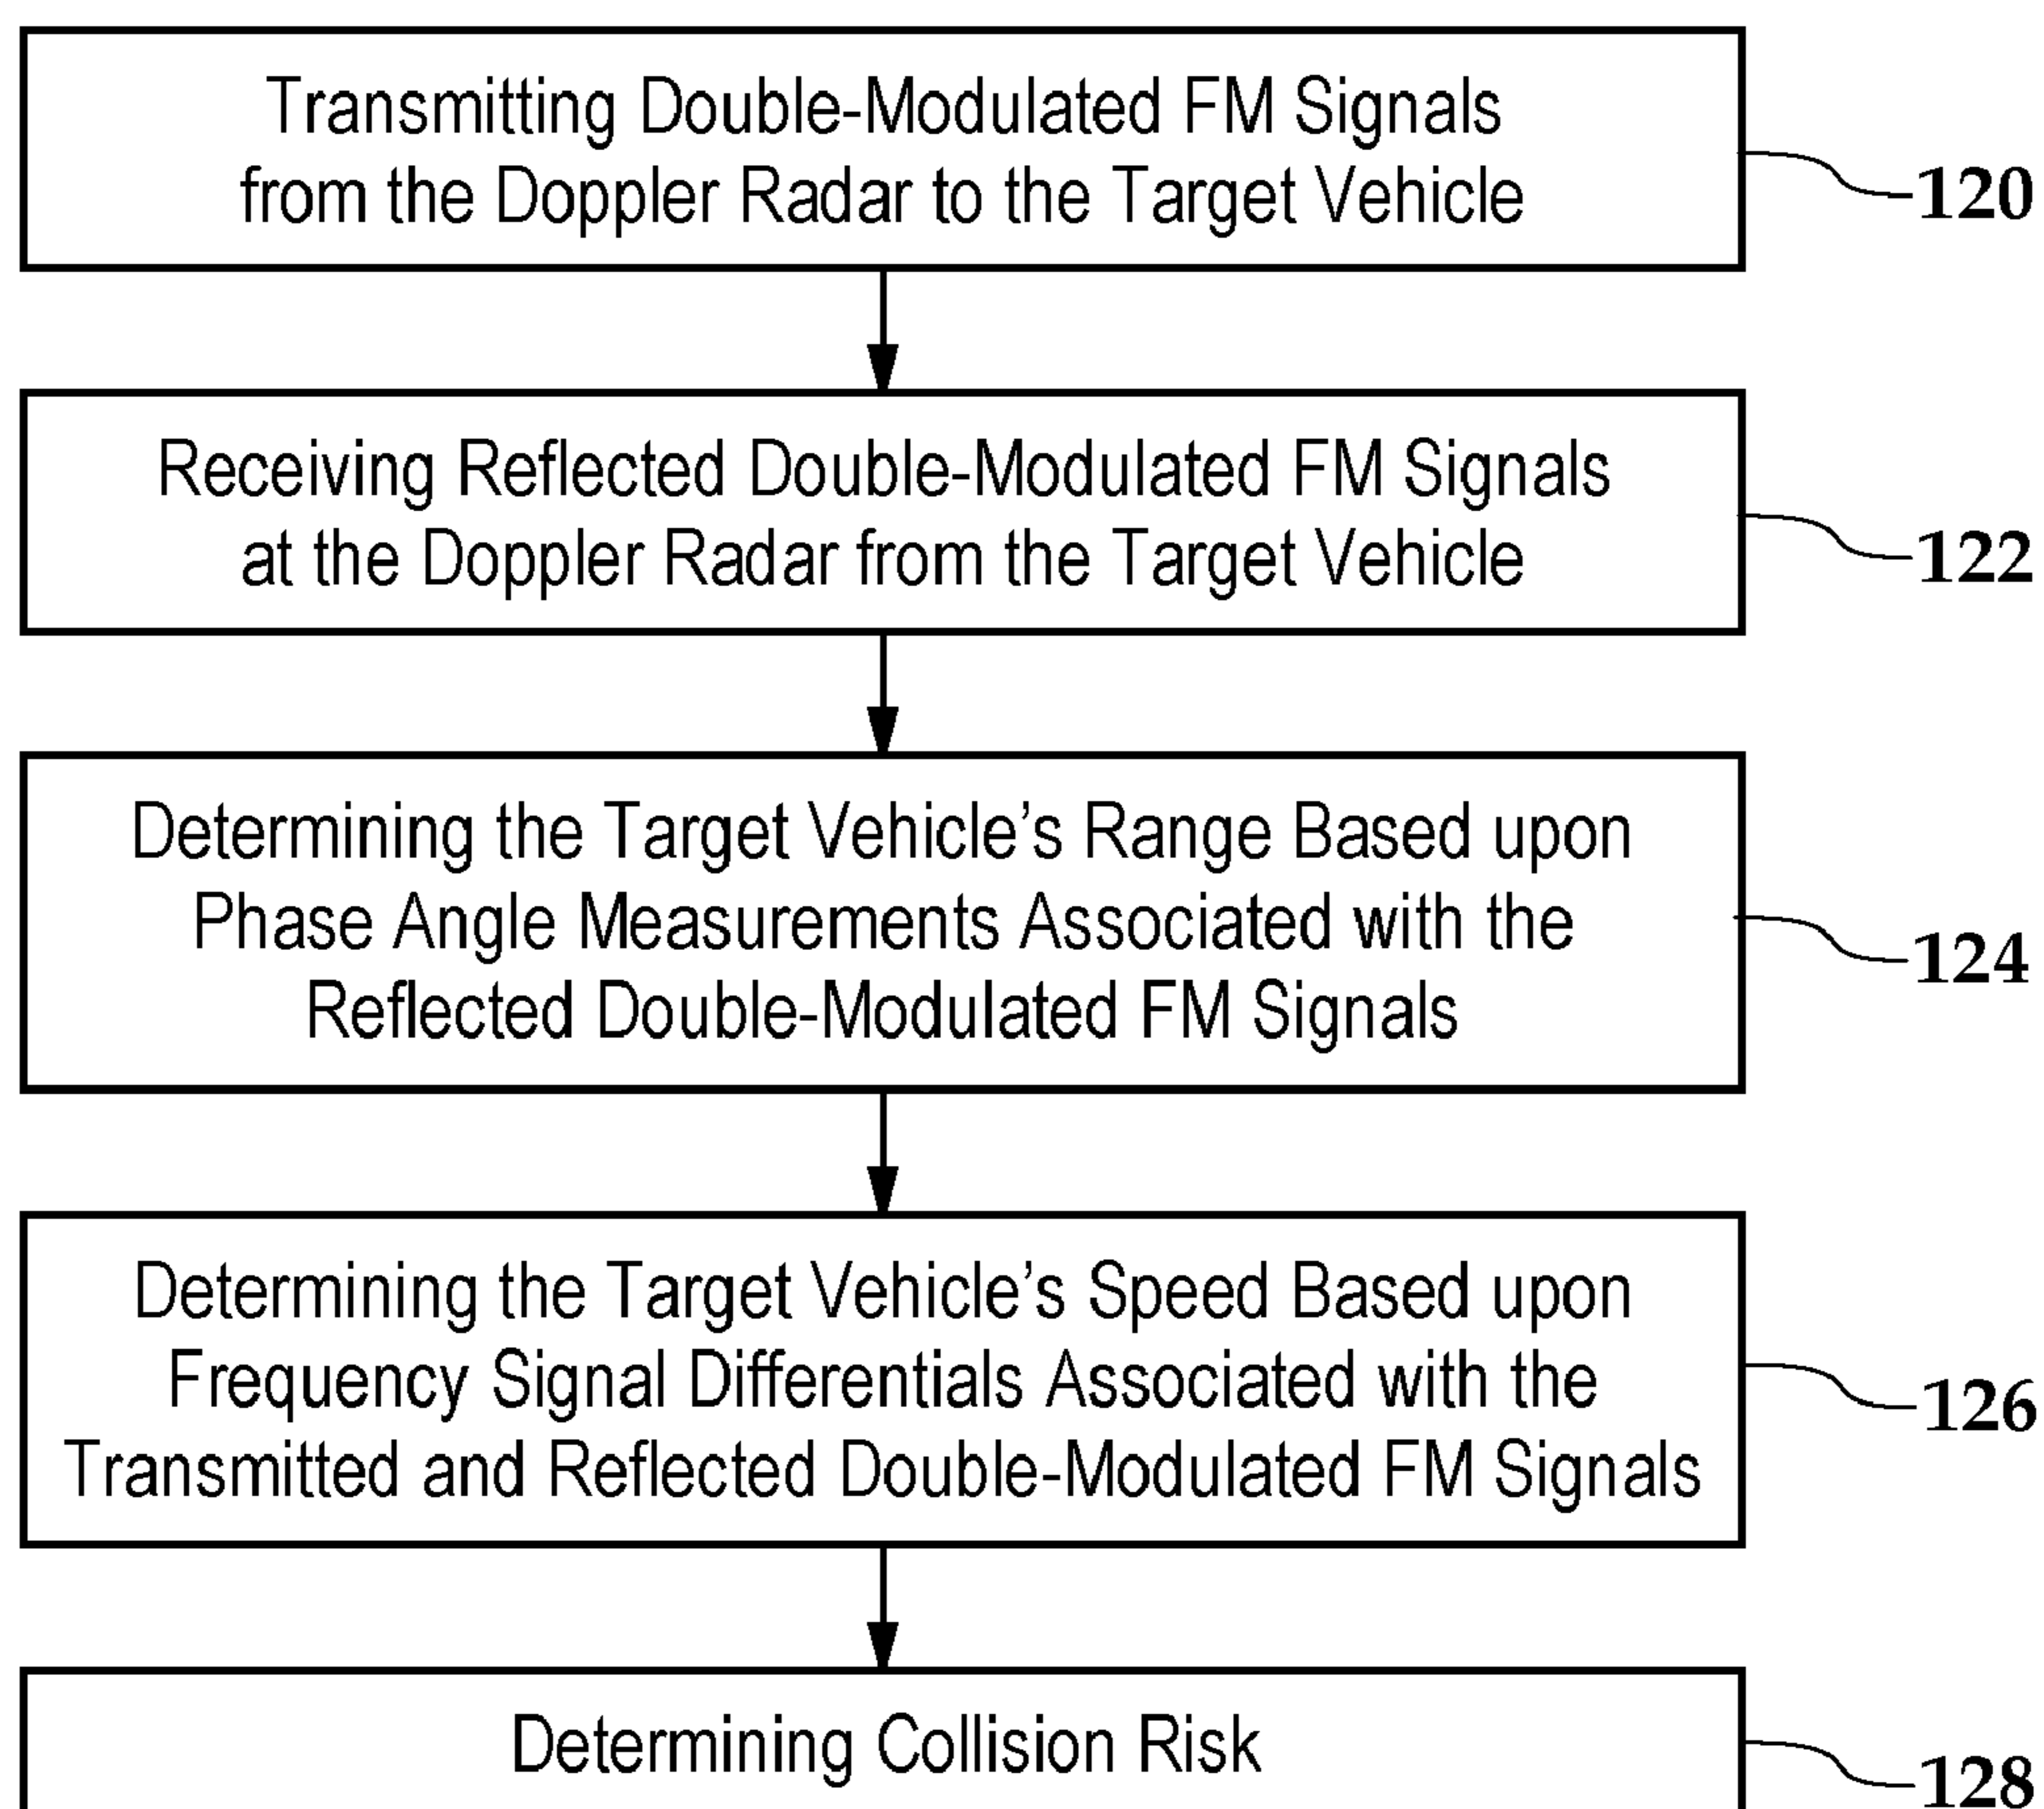 Transmitting Double-Modulated FM Signals
from the Doppler Radar to the Target Vehicle
120
Receiving Reflected Double-Modulated FM Signals
at the Doppler Radar from the Target Vehicle
122
Determining the Target Vehicle’s Range Based upon
Phase Angle Measurements Associated with the
Reflected Double-Modulated FM Signals
124
Determining the Target Vehicle’s Speed Based upon
Frequency Signal Differentials Associated with the
Transmitted and Reflected Double-Modulated FM Signals
126
Determining Collision Risk
128